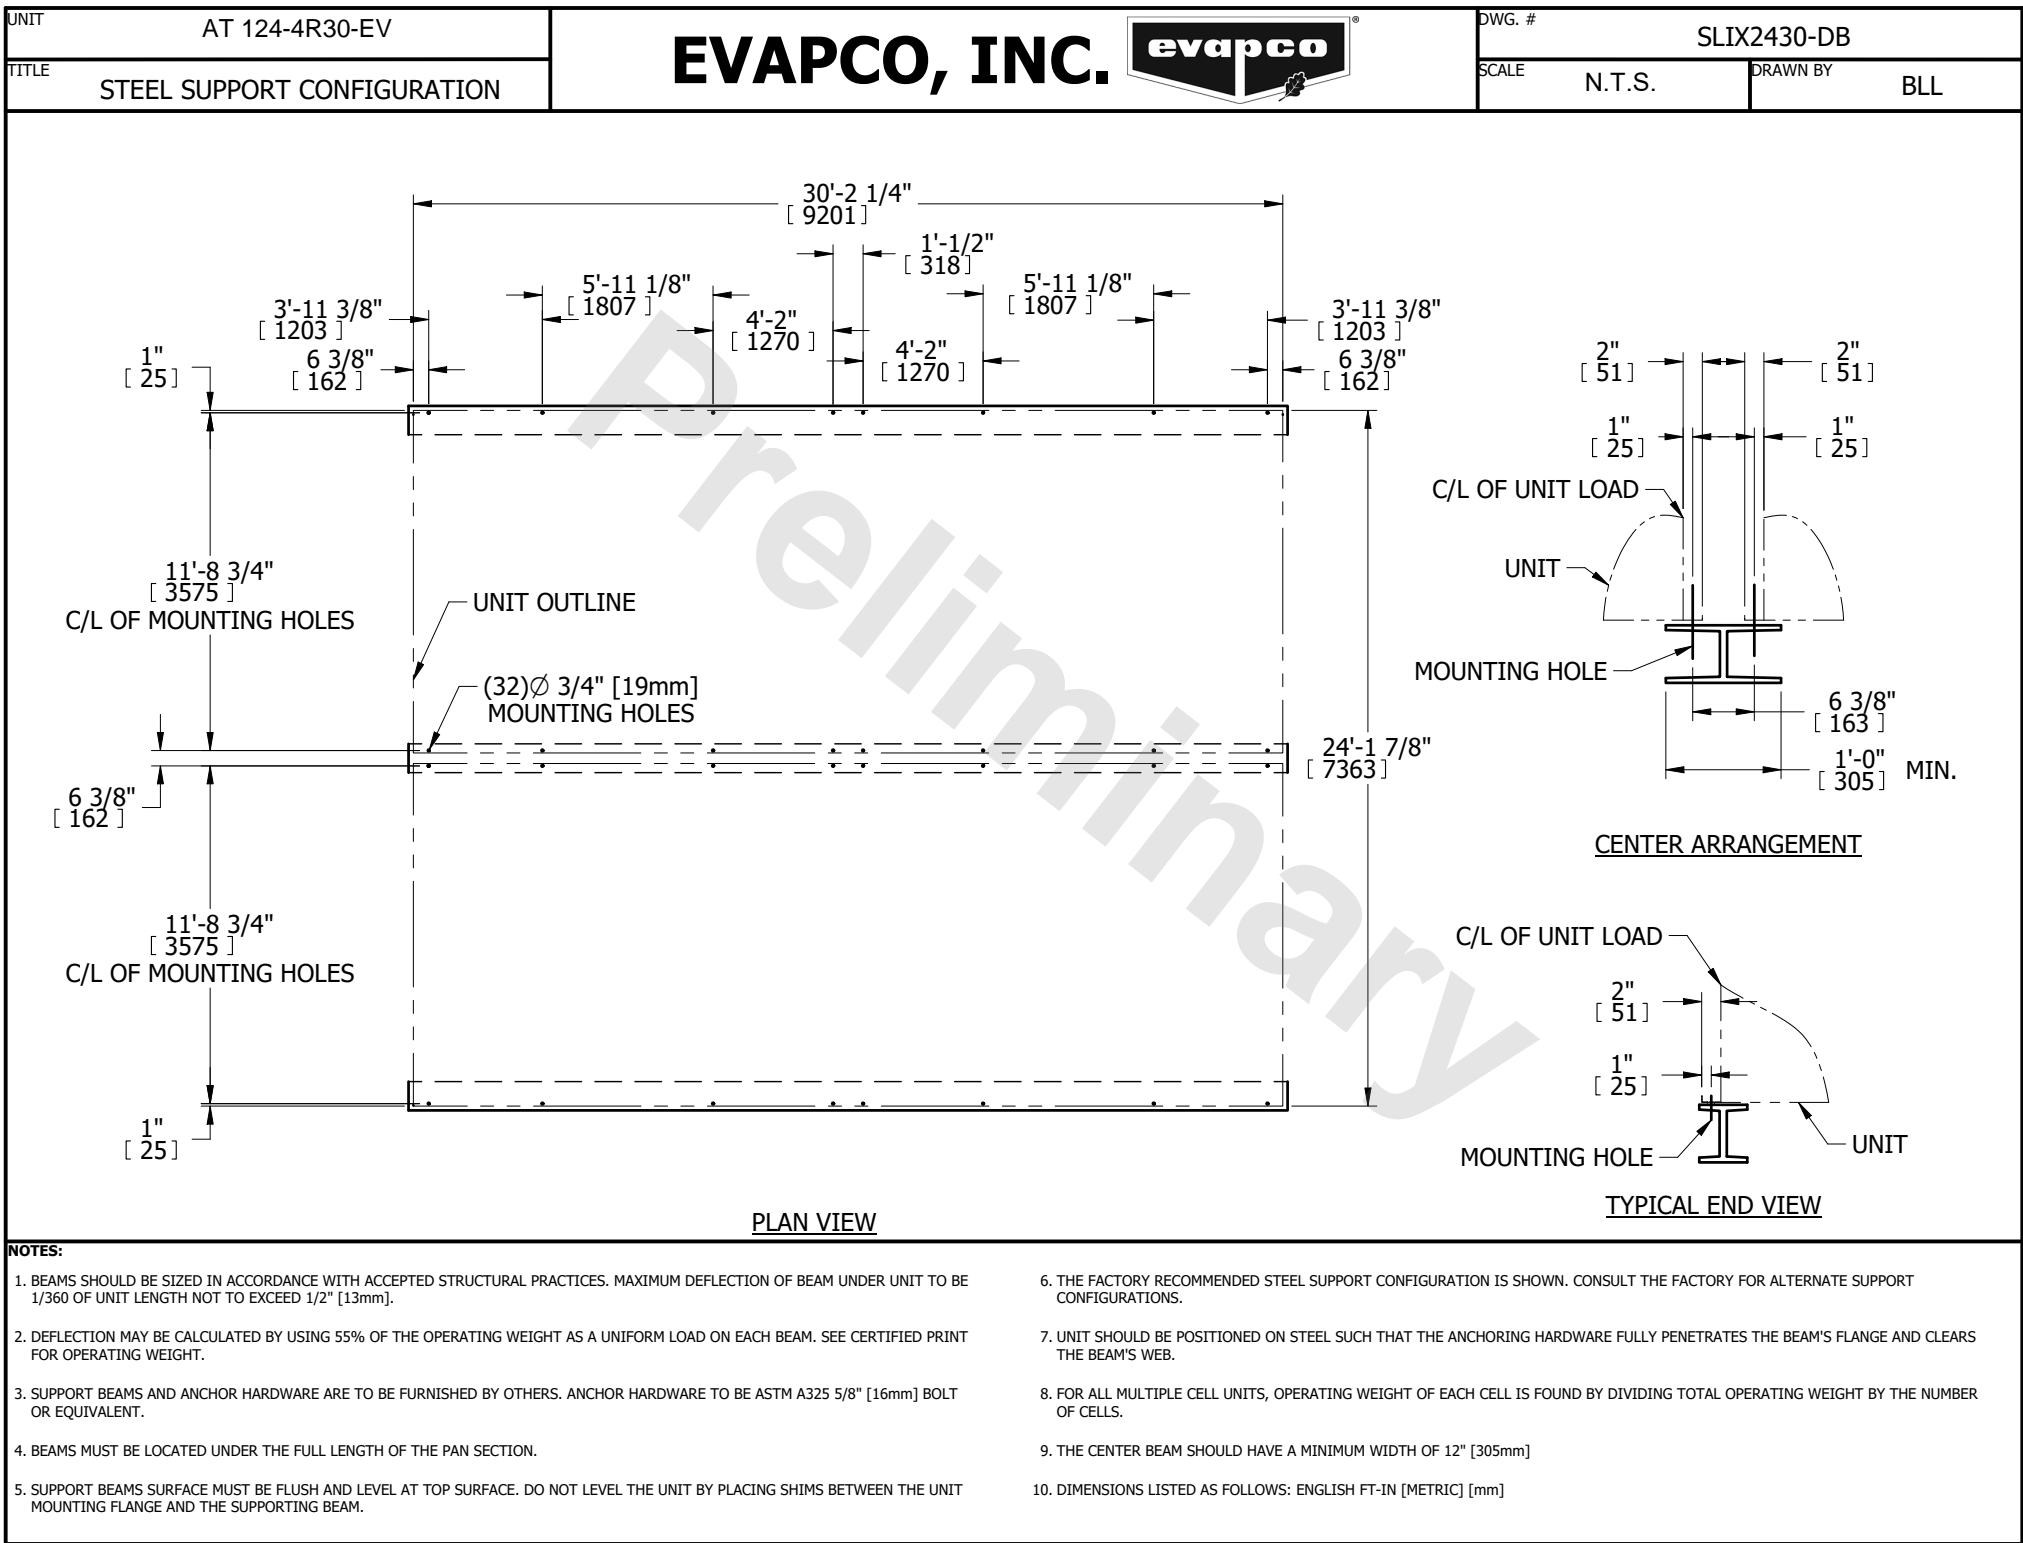 UNIT
AT 124-4R30-EV
TITLE
STEEL SUPPORT CONFIGURATION
EVAPCO, INC.
evapco
®
DWG. #
SLIX2430-DB
SCALE
N.T.S.
DRAWN BY
BLL
30'-2 1/4"
[ 9201]
1'-1/2"
[ 318]
5'-11 1/8"
[ 1807 ]
5'-11 1/8"
[ 1807 ]
3'-11 3/8"
[ 1203 ]
4'-2"
[ 1270 ]
3'-11 3/8"
[ 1203 ]
1"
[ 25]
6 3/8"
[ 162 ]
4'-2"
[ 1270 ]
6 3/8"
[ 162]
11'-8 3/4"
[ 3575 ]
C/L OF MOUNTING HOLES
UNIT OUTLINE
(32)∅ 3/4" [19mm]
MOUNTING HOLES
24'-1 7/8"
[ 7363]
6 3/8"
[ 162 ]
11'-8 3/4"
[ 3575 ]
C/L OF MOUNTING HOLES
1"
[ 25]
PLAN VIEW
Preliminary
2"
[ 51]
2"
[ 51]
1"
[ 25]
1"
[ 25]
C/L OF UNIT LOAD
UNIT
MOUNTING HOLE
6 3/8"
[ 163 ]
1'-0"
[ 305] MIN.
CENTER ARRANGEMENT
C/L OF UNIT LOAD
2"
[ 51]
1"
[ 25]
MOUNTING HOLE
UNIT
TYPICAL END VIEW
NOTES:
1. BEAMS SHOULD BE SIZED IN ACCORDANCE WITH ACCEPTED STRUCTURAL PRACTICES. MAXIMUM DEFLECTION OF BEAM UNDER UNIT TO BE
1/360 OF UNIT LENGTH NOT TO EXCEED 1/2" [13mm].
2. DEFLECTION MAY BE CALCULATED BY USING 55% OF THE OPERATING WEIGHT AS A UNIFORM LOAD ON EACH BEAM. SEE CERTIFIED PRINT
FOR OPERATING WEIGHT.
3. SUPPORT BEAMS AND ANCHOR HARDWARE ARE TO BE FURNISHED BY OTHERS. ANCHOR HARDWARE TO BE ASTM A325 5/8" [16mm] BOLT
OR EQUIVALENT.
4. BEAMS MUST BE LOCATED UNDER THE FULL LENGTH OF THE PAN SECTION.
5. SUPPORT BEAMS SURFACE MUST BE FLUSH AND LEVEL AT TOP SURFACE. DO NOT LEVEL THE UNIT BY PLACING SHIMS BETWEEN THE UNIT
MOUNTING FLANGE AND THE SUPPORTING BEAM.
6. THE FACTORY RECOMMENDED STEEL SUPPORT CONFIGURATION IS SHOWN. CONSULT THE FACTORY FOR ALTERNATE SUPPORT
CONFIGURATIONS.
7. UNIT SHOULD BE POSITIONED ON STEEL SUCH THAT THE ANCHORING HARDWARE FULLY PENETRATES THE BEAM'S FLANGE AND CLEARS
THE BEAM'S WEB.
8. FOR ALL MULTIPLE CELL UNITS, OPERATING WEIGHT OF EACH CELL IS FOUND BY DIVIDING TOTAL OPERATING WEIGHT BY THE NUMBER
OF CELLS.
9. THE CENTER BEAM SHOULD HAVE A MINIMUM WIDTH OF 12" [305mm]
10. DIMENSIONS LISTED AS FOLLOWS: ENGLISH FT-IN [METRIC] [mm]